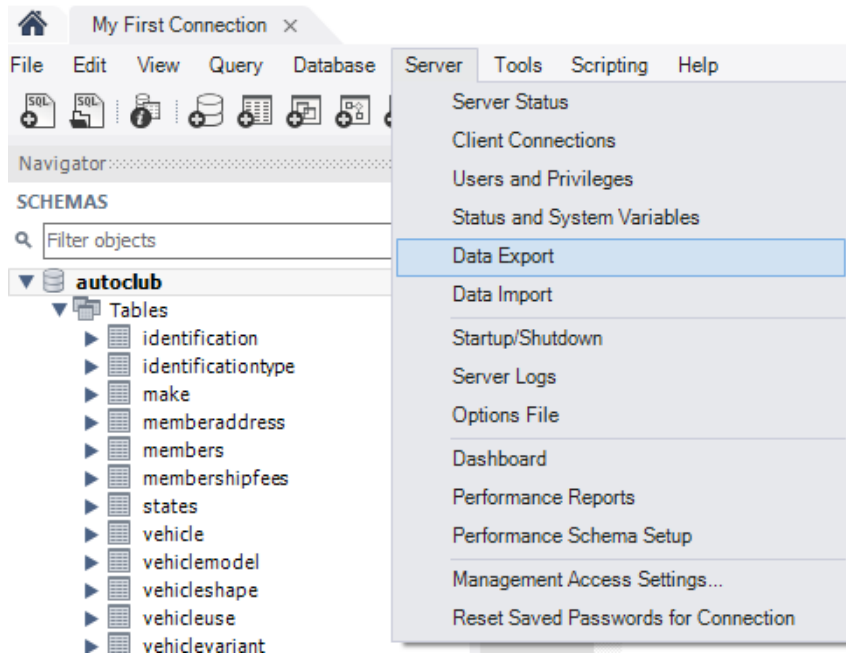 My First Connection
File Edit View Query Database Server Tools Scripting Help
SQL SQL
Navigator
SCHEMAS
Filter objects
autoclub
Tables
identification
identificationtype
make
memberaddress
members
membershipfees
states
vehicle
vehiclemodel
vehicleshape
vehicleuse
vehiclevariant
Server Status
Client Connections
Users and Privileges
Status and System Variables
Data Export
Data Import
Startup/Shutdown
Server Logs
Options File
Dashboard
Performance Reports
Performance Schema Setup
Management Access Settings...
Reset Saved Passwords for Connection